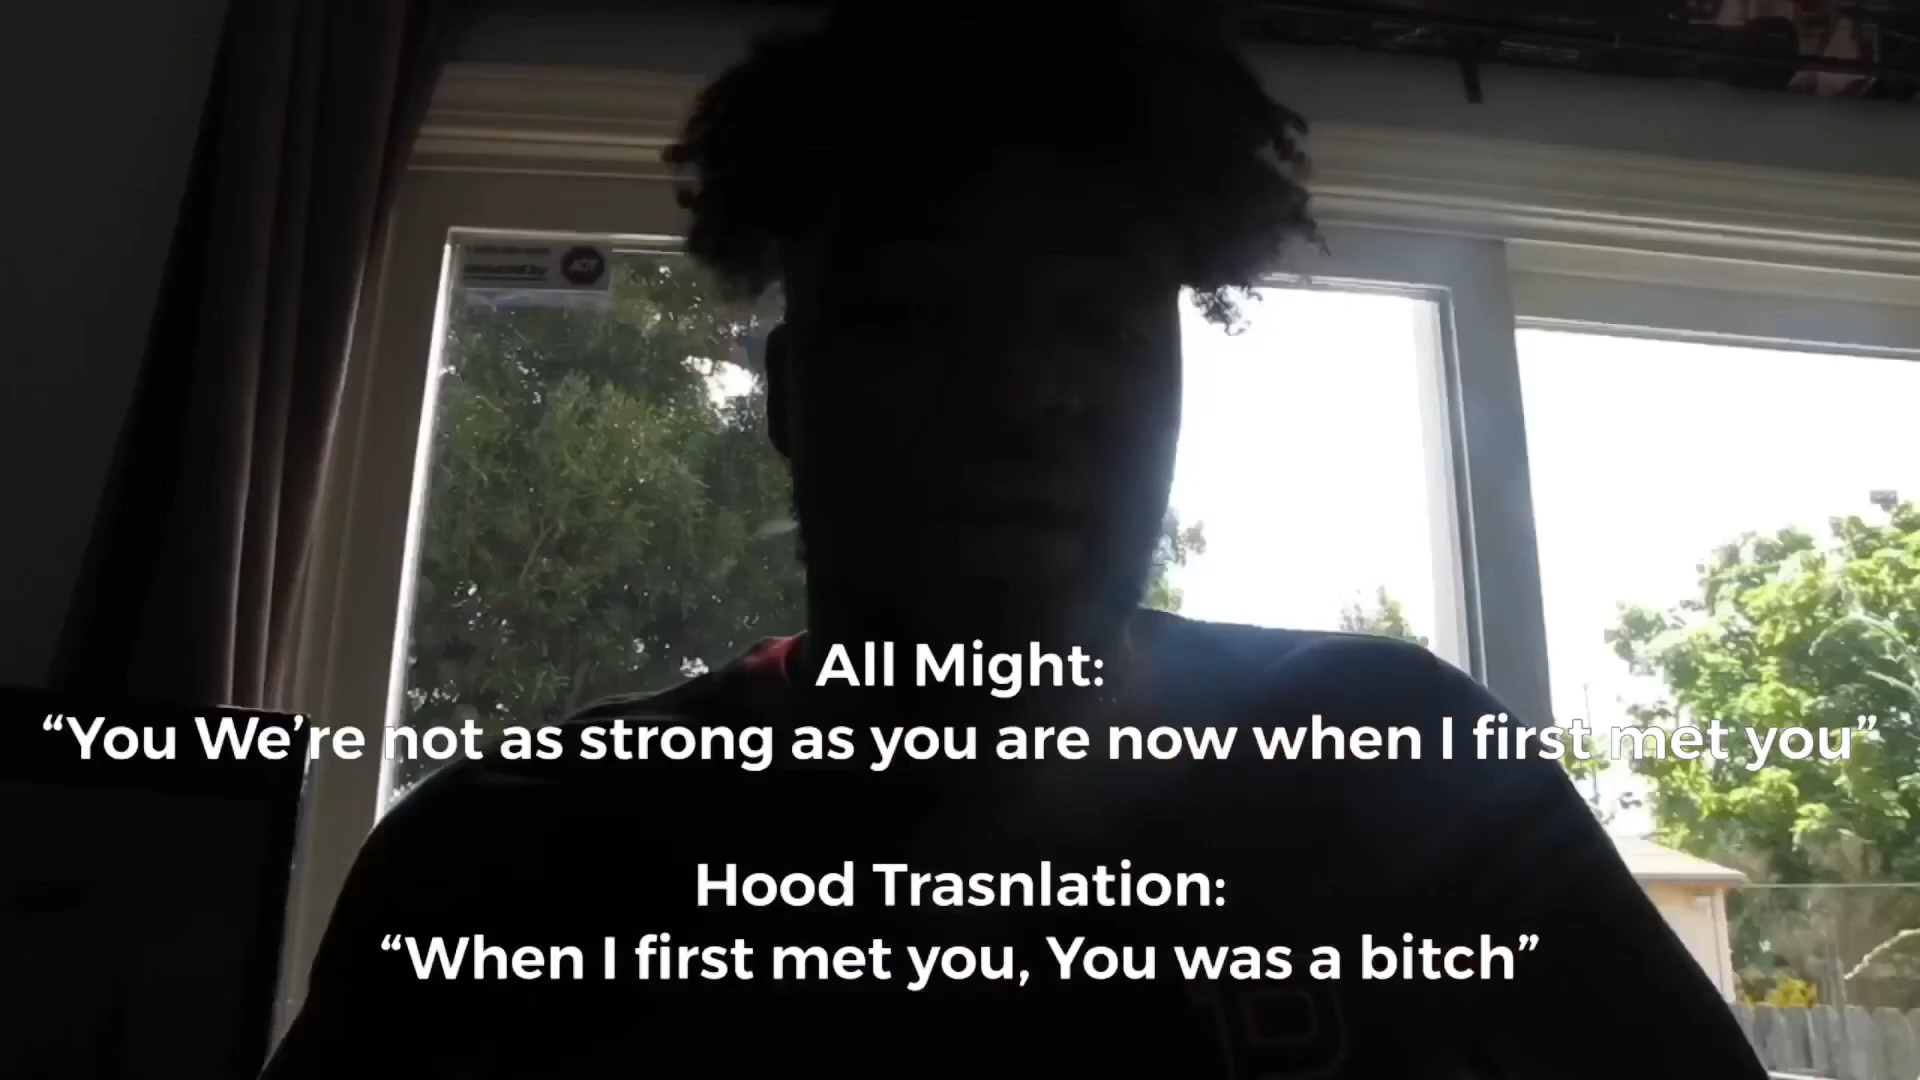 ADT
All Might:
“You We’re not as strong as you are now when I first met you”
Hood Trasnlation:
“When I first met you, You was a bitch”